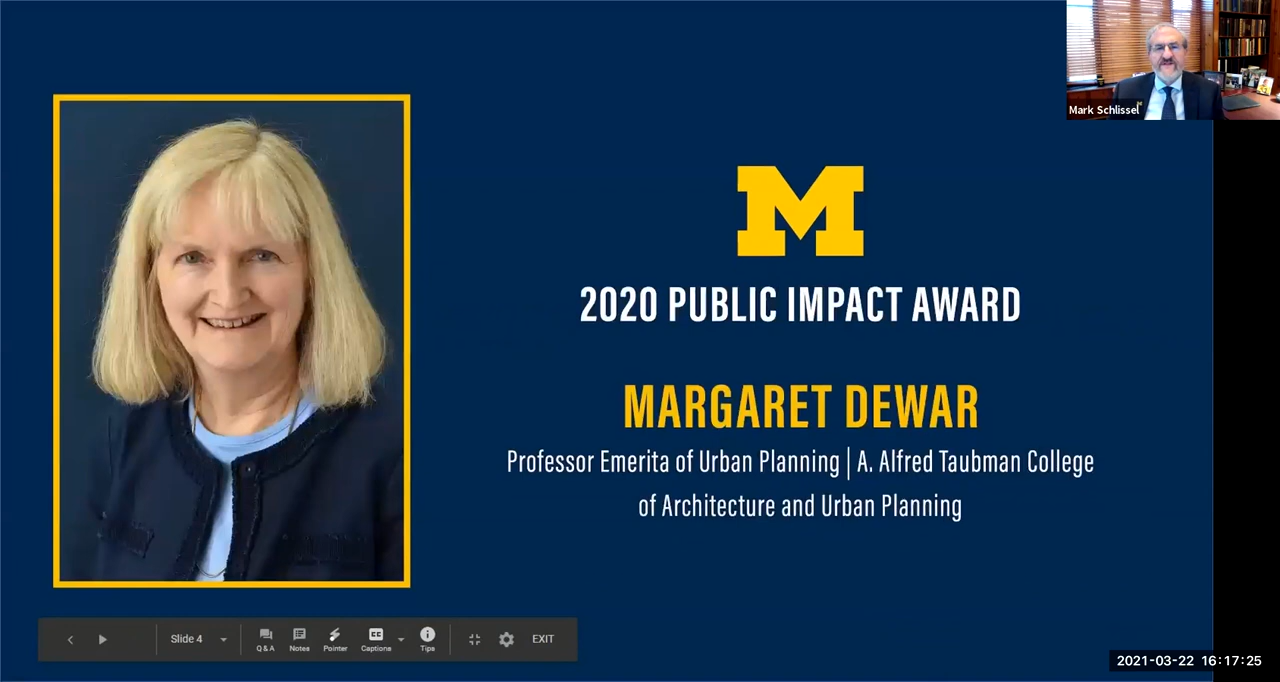 Mark Schlissel
M
2020 PUBLIC IMPACT AWARD
MARGARET DEWAR
Professor Emerita of Urban Planning | A. Alfred Taubman College
of Architecture and Urban Planning
Slide 4
Q & A
Notes
Pointer
CC
Captions
Tips
EXIT
2021-03-22 16:17:25